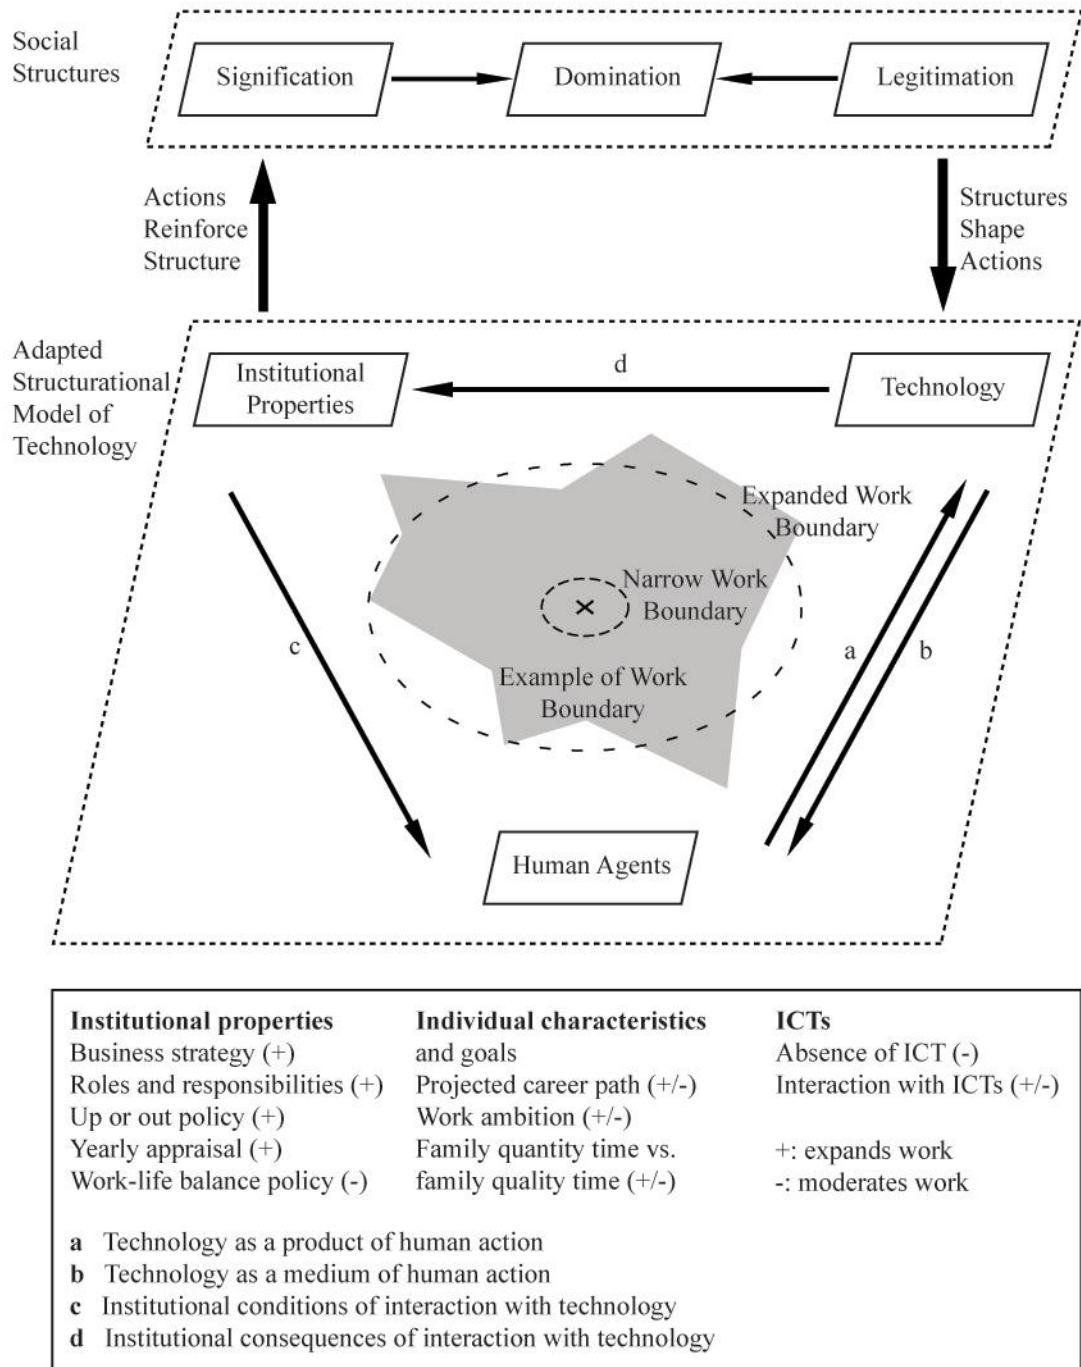 Social
Structures
Signification
Domination
Legitimation
Actions
Reinforce
Structure
Structures
Shape
Actions
Adapted
Structurational
Model of
Technology
Institutional
Properties
d
Technology
Expanded Work
Boundary
Narrow Work
Boundary
c
a
b
Example of Work
Boundary
Human Agents
Institutional properties
Business strategy (+)
Roles and responsibilities (+)
Up or out policy (+)
Yearly appraisal (+)
Work-life balance policy (-)
Individual characteristics
and goals
Projected career path (+/-)
Work ambition (+/-)
Family quantity time vs.
family quality time (+/-)
ICTs
Absence of ICT (-)
Interaction with ICTs (+/-)
+: expands work
-: moderates work
a Technology as a product of human action
b Technology as a medium of human action
c Institutional conditions of interaction with technology
d Institutional consequences of interaction with technology